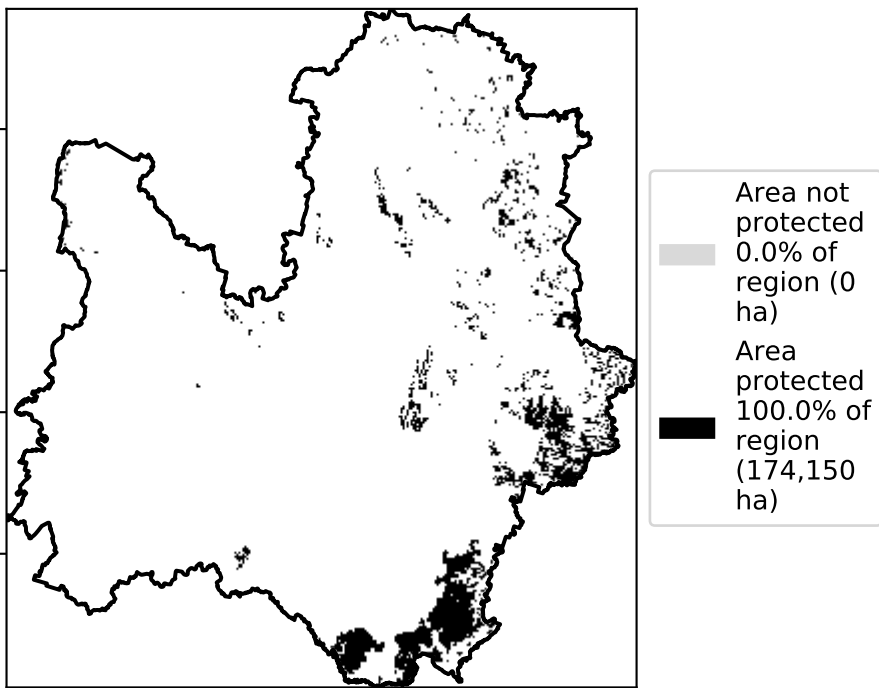 Area not
protected
0.0% of
region (0
ha)
Area
protected
100.0% of
region
(174,150
ha)